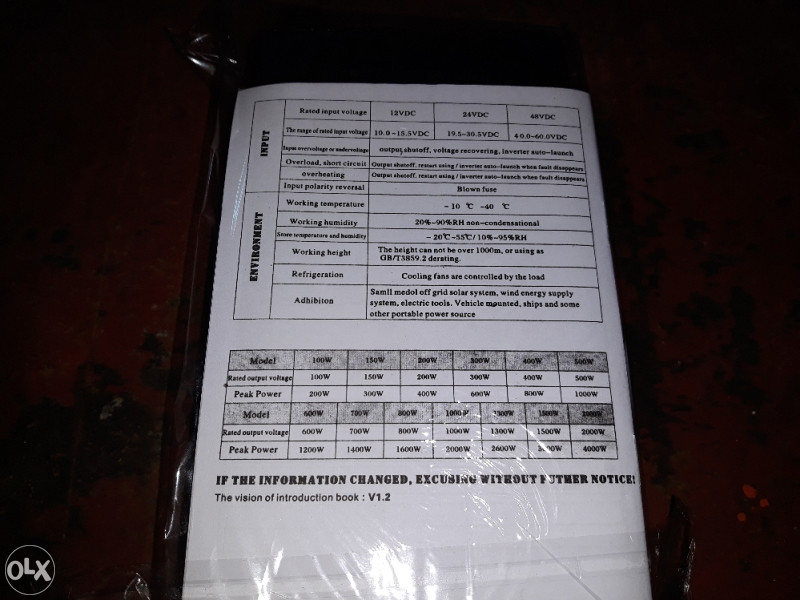 INPUT
Rated input voltage 12VDC 24VDC 48VDC
The range of rated input voltage 10.0-15.5VDC 19.5-30.5VDC 40.0-60.0VDC
Input overvoltage or undervoltage output shutoff, voltage recovering, inverter auto-launch
Overload, short circuit Output shutoff, restart using / inverter auto-launch when fault disappears
overheating Output shutoff, restart using / inverter auto-launch when fault disappears
Input polarity reversal Blown fuse
ENVIRONMENT
Working temperature -10 ℃ -40 ℃
Working humidity 20%-90%RH non-condensational
Store temperature and humidity -20℃-55℃/ 10%-95%RH
Working height The height can not be over 1000m, or using as
GB/T3859.2 derating.
Refrigeration Cooling fans are controlled by the load
Adhibiton Samll medol off grid solar system, wind energy supply
system, electric tools. Vehicle mounted, ships and some
other portable power source
Model 100W 150W 200W 300W 400W 500W
Rated output voltage 100W 150W 200W 300W 400W 500W
Peak Power 200W 300W 400W 600W 800W 1000W
Model 600W 700W 800W 1000W 1300W 1500W 2000W
Rated output voltage 600W 700W 800W 1000W 1300W 1500W 2000W
Peak Power 1200W 1400W 1600W 2000W 2600W 4000W
IF THE INFORMATION CHANGED, EXCUSING WITHOUT FUTHER NOTICE!
The vision of introduction book : V1.2
OLX